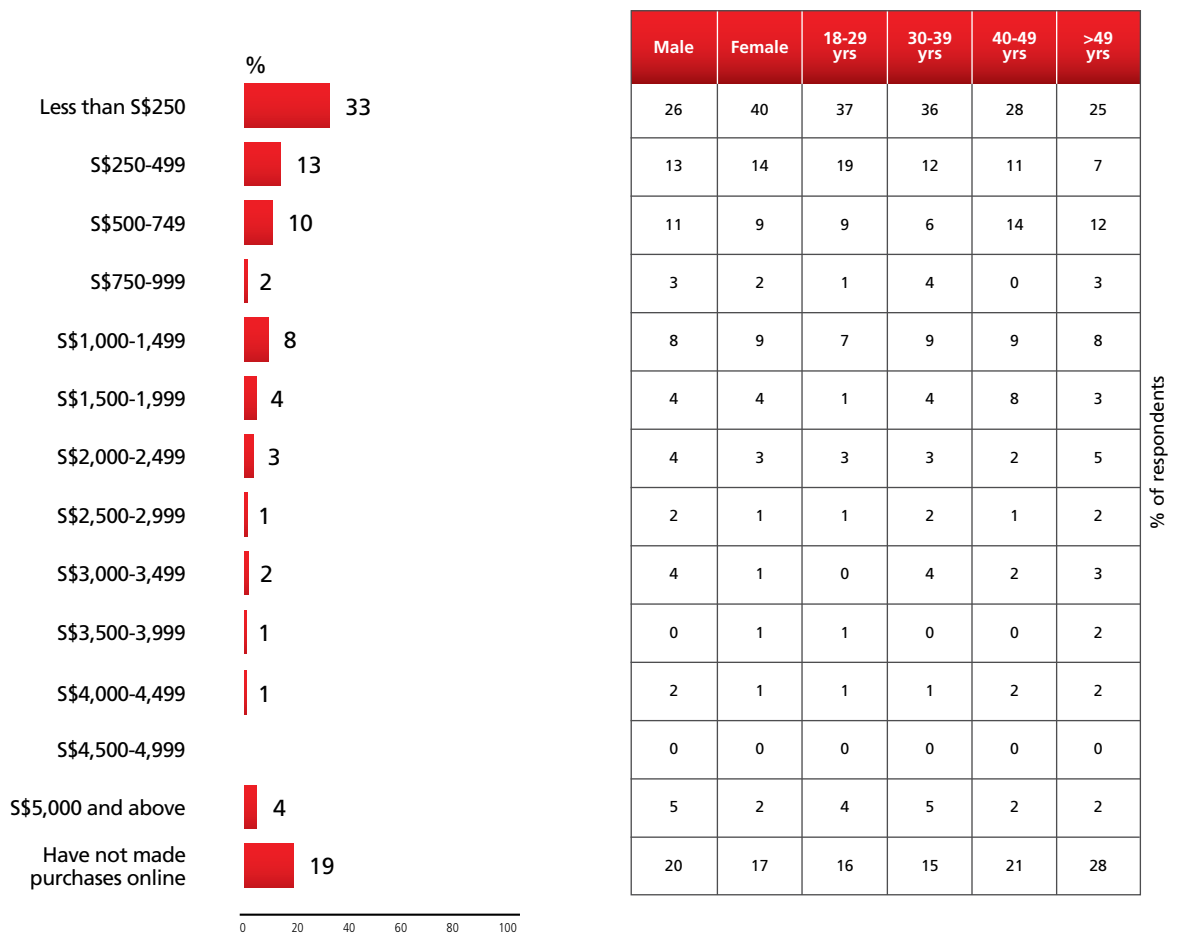 %
Less than S$250 33
S$250-499 13
S$500-749 10
S$750-999 2
S$1,000-1,499 8
S$1,500-1,999 4
S$2,000-2,499 3
S$2,500-2,999 1
S$3,000-3,499 2
S$3,500-3,999 1
S$4,000-4,499 1
S$4,500-4,999
S$5,000 and above 4
Have not made
purchases online 19
0 20 40 60 80 100
Male Female 18-29 yrs 30-39 yrs 40-49 yrs >49 yrs
26 40 37 36 28 25
13 14 19 12 11 7
11 9 9 6 14 12
3 2 1 4 0 3
8 9 7 9 9 8
4 4 1 4 8 3
4 3 3 3 2 5
2 1 1 2 1 2
4 1 0 4 2 3
0 1 1 0 0 2
2 1 1 1 2 2
0 0 0 0 0 0
5 2 4 5 2 2
20 17 16 15 21 28
% of respondents